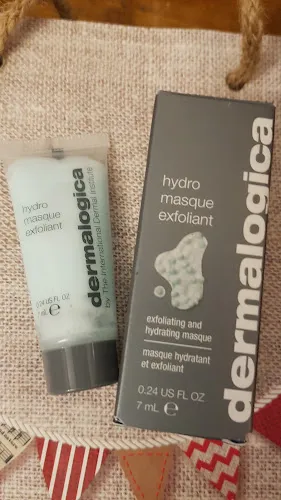 hydro
masque
exfoliant
dermalogica
by The International Dermal Institute
0.24 US FL OZ
7 mL e
hydro
masque
exfoliant
dermalogica
exfoliating and
hydrating masque
masque hydratant
et exfoliant
0.24 US FL OZ
7 mL e